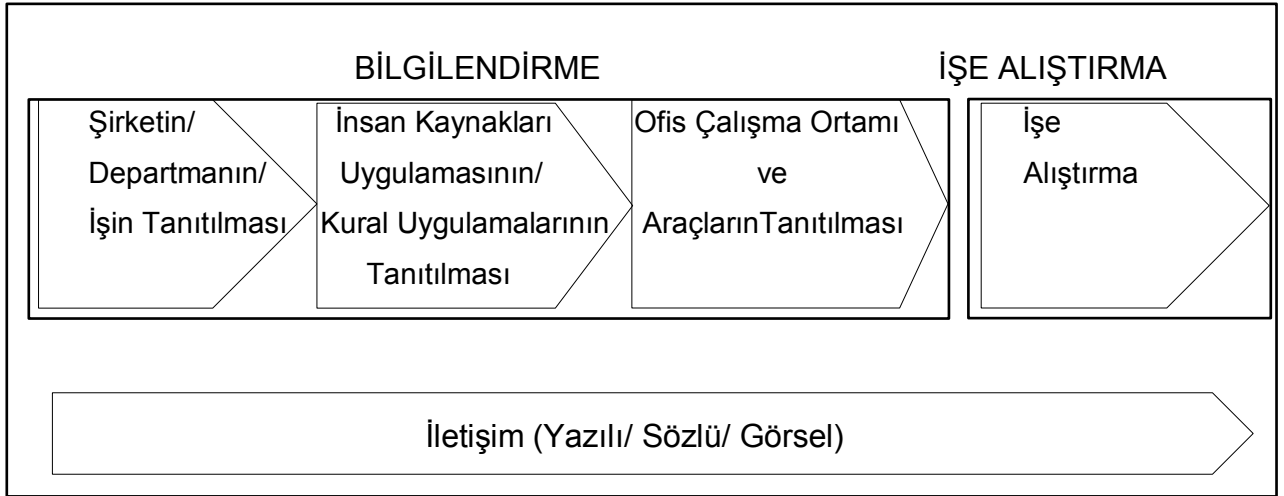 BİLGİLENDİRME
İŞE ALIŞTIRMA
Şirketin/
Departmanın/
İşin Tanıtılması
İnsan Kaynakları
Uygulamasının/
Kural Uygulamalarının
Tanıtılması
Ofis Çalışma Ortamı
ve
AraçlarınTanıtılması
İşe
Alıştırma
İletişim (Yazılı/ Sözlü/ Görsel)